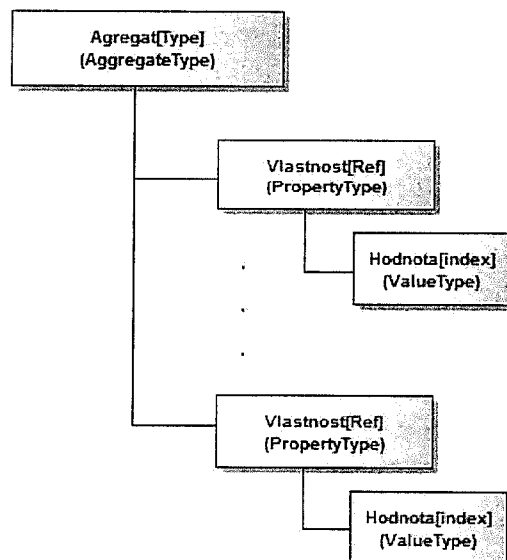 Agregat[Type]
(AggregateType)
Vlastnost[Ref]
(PropertyType)
Hodnota[index]
(ValueType)
Vlastnost[Ref]
(PropertyType)
Hodnota[index]
(ValueType)